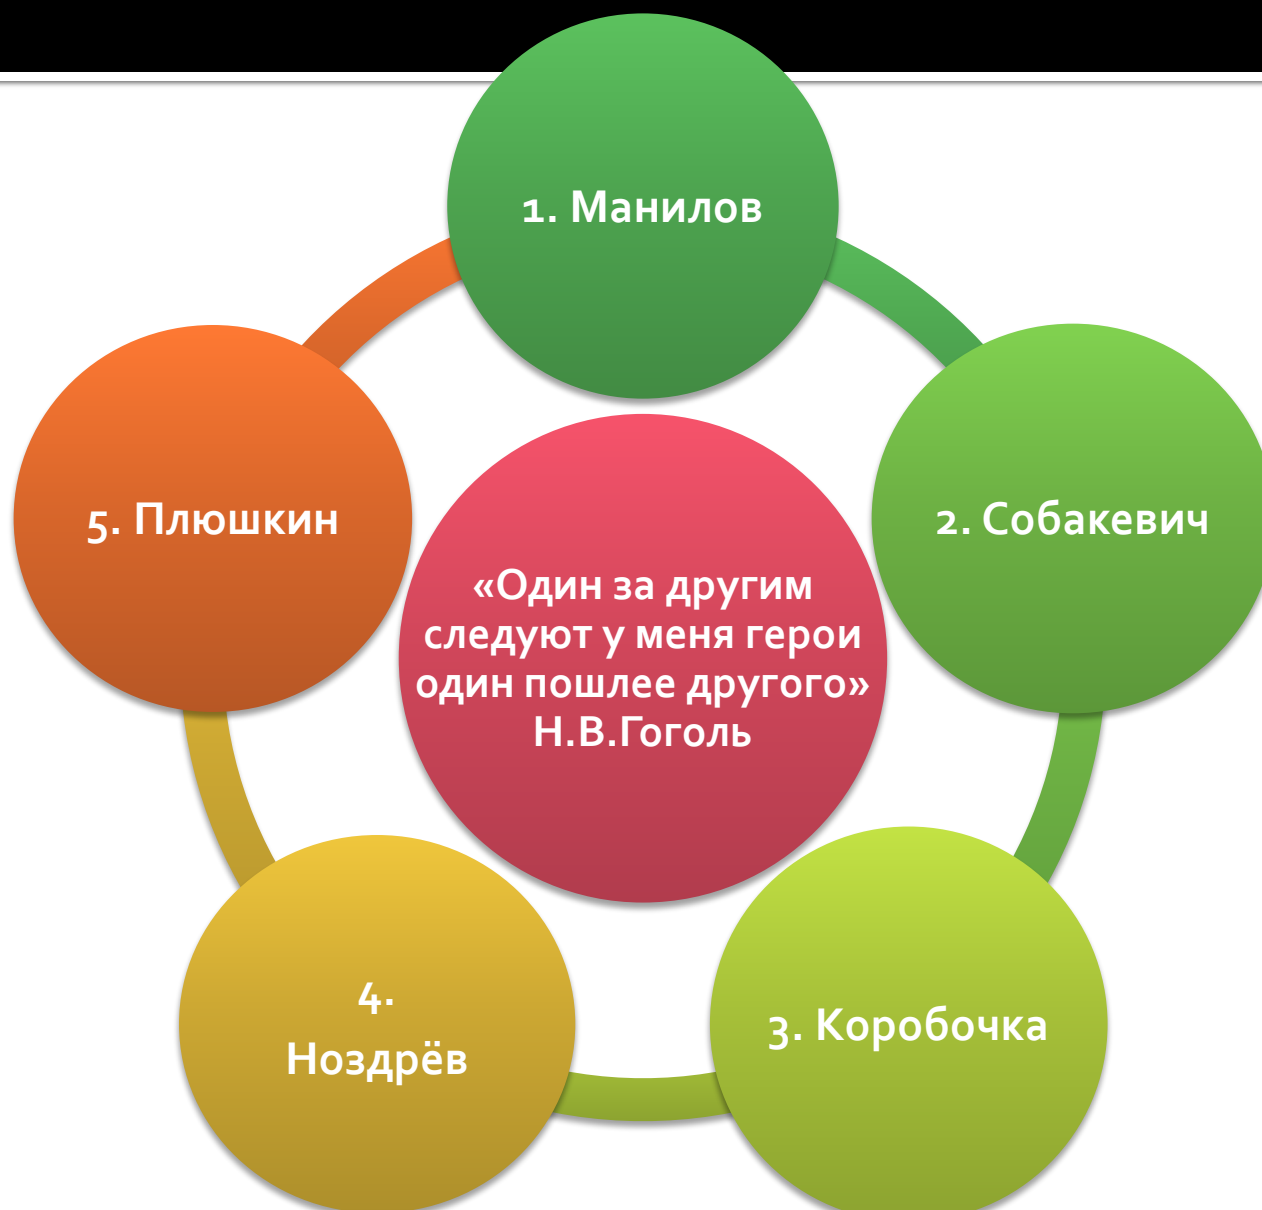 1. Манилов
2. Собакевич
3. Коробочка
4.
Ноздрёв
5. Плюшкин
«Один за другим
следуют у меня герои
один пошлее другого»
Н.В.Гоголь